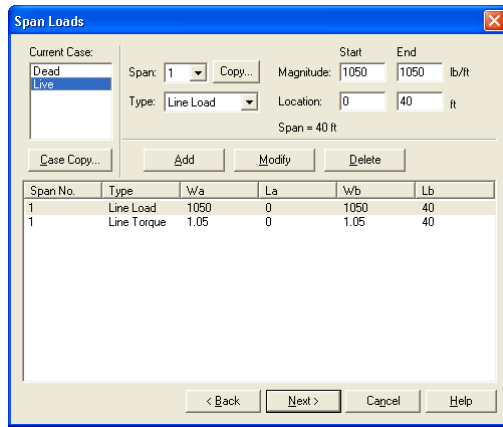 Span Loads
Current Case:
Dead
Live
Case Copy...
Span: 1 Copy...
Type: Line Load
Start End
Magnitude: 1050 1050 lb/ft
Location: 0 40 ft
Span = 40 ft
Add Modify Delete
Span No. Type Wa La Wb Lb
1 Line Load 1050 0 1050 40
1 Line Torque 1.05 0 1.05 40
< Back Next > Cancel Help